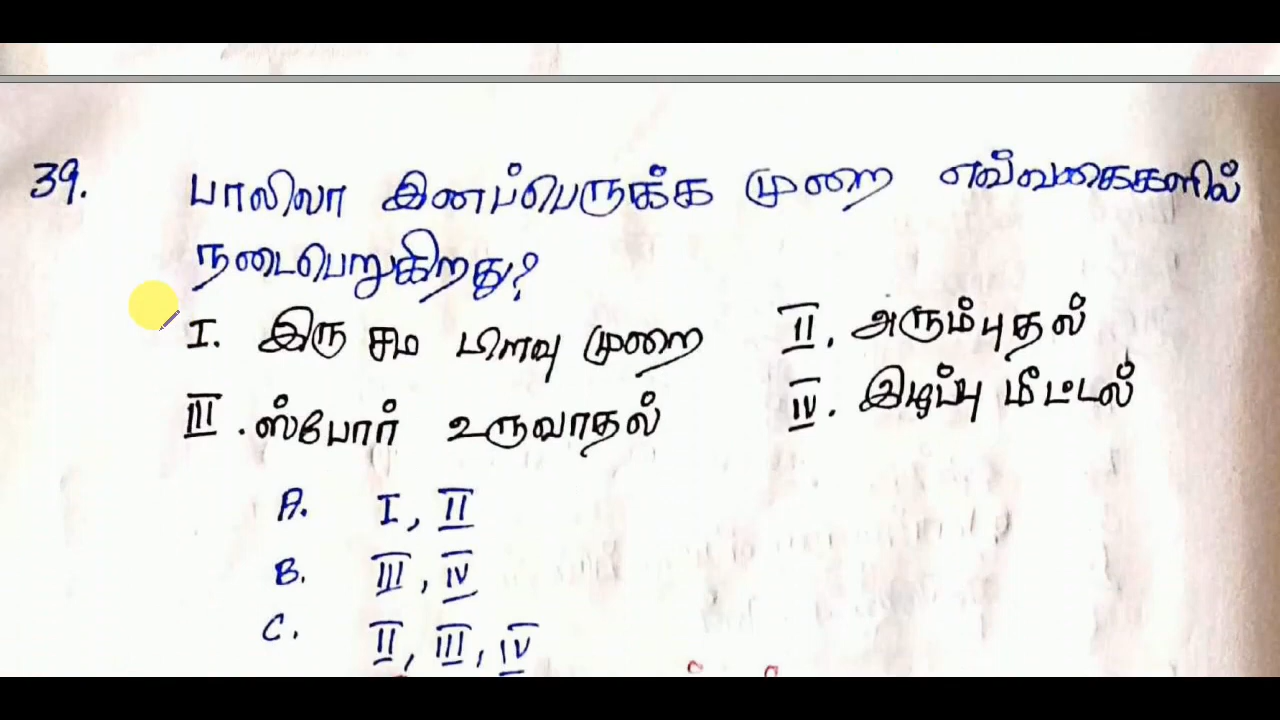 39. பாலிலா இனப்பெருக்க முறை எவ்வகைகளில்
நடைபெறுகிறது?
I. இரு சம பிளவு முறை II. அரும்புதல்
III. ஸ்போர் உருவாதல் IV. இழப்பு மீட்டல்
A. I, II
B. III, IV
C. II, III, IV